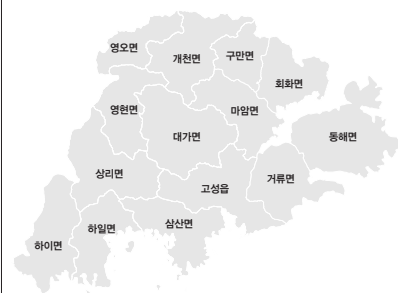 영오면
개천면
구만면
회화면
영현면
마암면
대가면
동해면
상리면
고성읍
거류면
하이면
하일면
삼산면